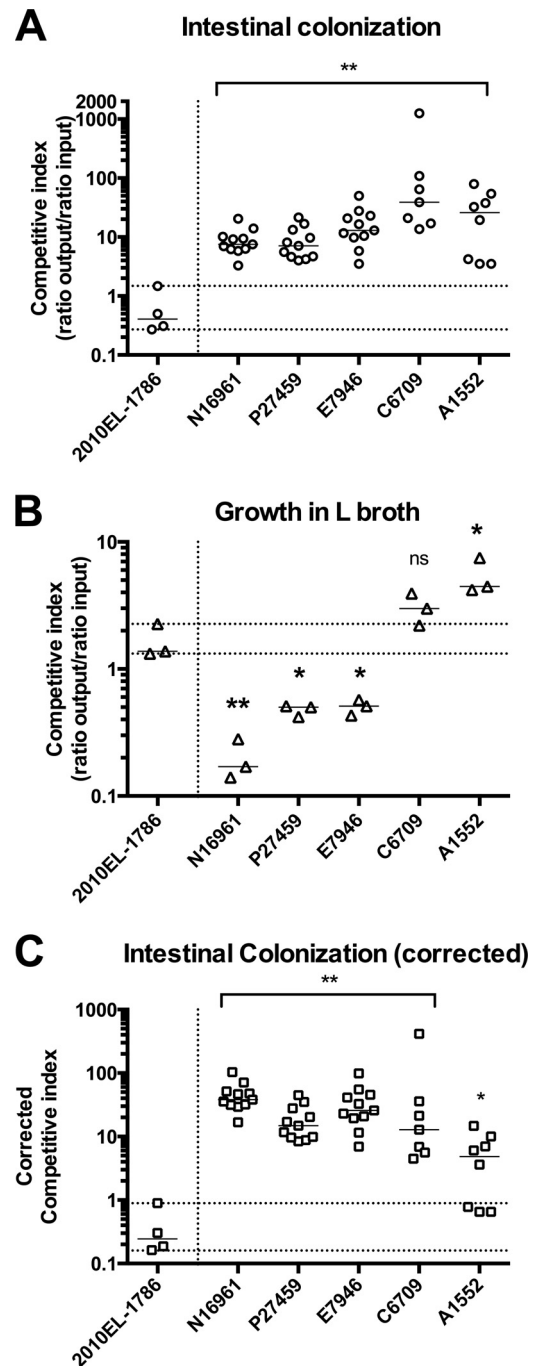 A
Intestinal colonization
**
Competitive index
(ratio output/ratio input)
2000
1000
100
10
1
0.1
2010EL-1786
N16961
P27459
E7946
C6709
A1552
B
Growth in L broth
Competitive index
(ratio output/ratio input)
10
1
0.1
**
*
*
ns
*
2010EL-1786
N16961
P27459
E7946
C6709
A1552
C
Intestinal Colonization (corrected)
**
Corrected
Competitive index
1000
100
10
1
0.1
*
2010EL-1786
N16961
P27459
E7946
C6709
A1552